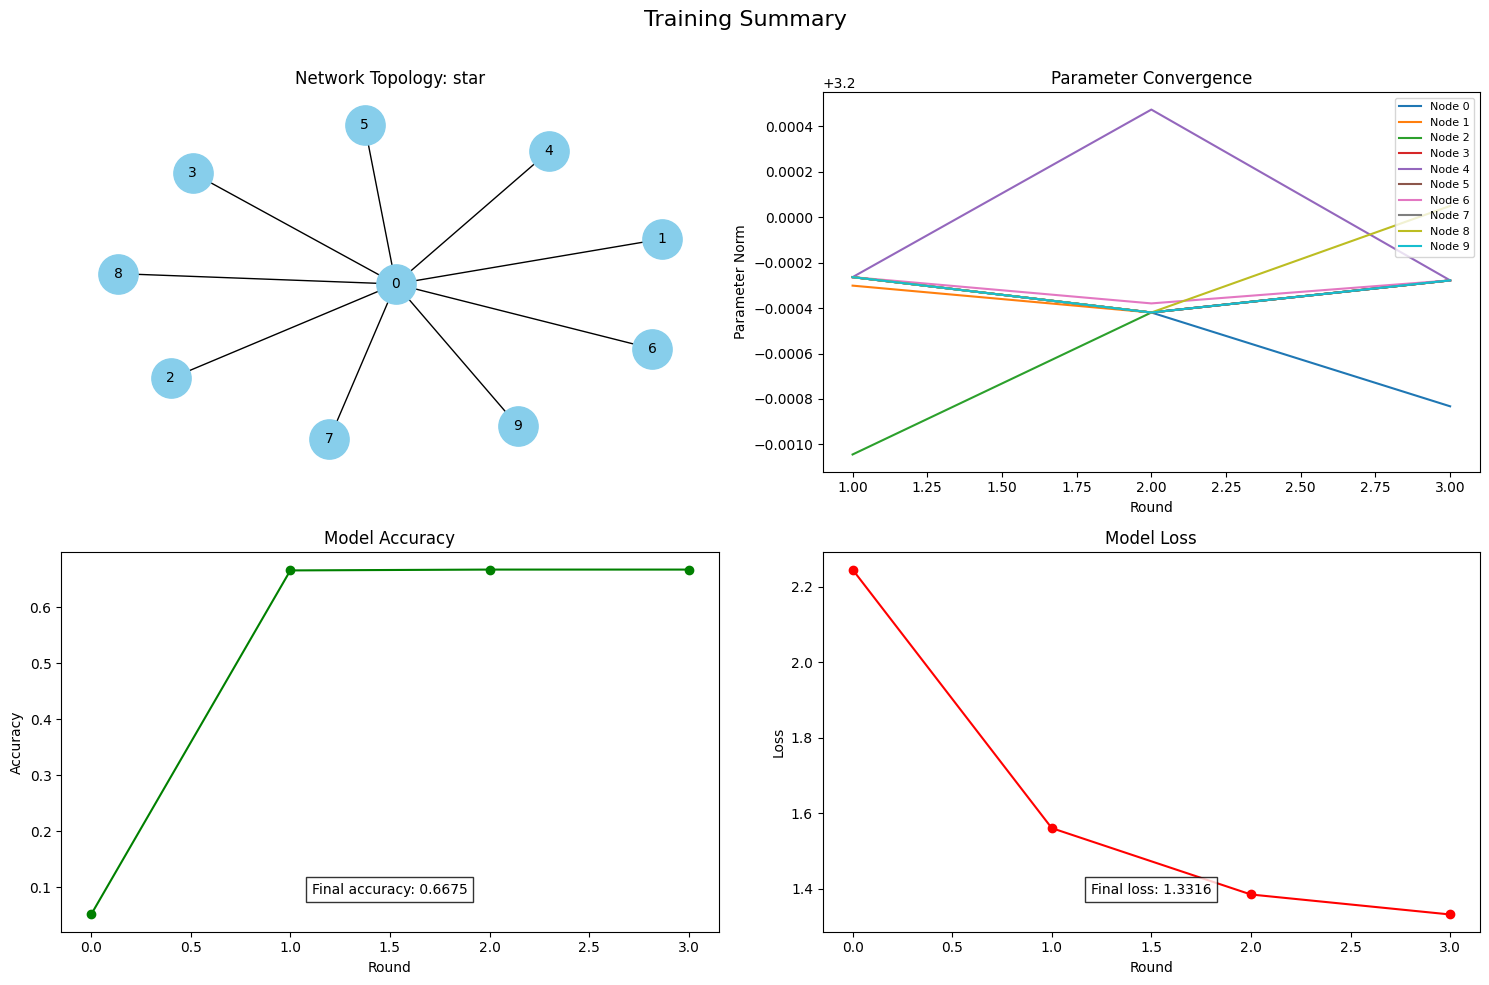 Training Summary
Network Topology: star
5
4
3
1
8
0
6
2
9
7
Parameter Convergence
+3.2
Parameter Norm
0.0004
0.0002
0.0000
−0.0002
−0.0004
−0.0006
−0.0008
−0.0010
Node 0
Node 1
Node 2
Node 3
Node 4
Node 5
Node 6
Node 7
Node 8
Node 9
1.00 1.25 1.50 1.75 2.00 2.25 2.50 2.75 3.00
Round
Model Accuracy
Accuracy
0.6
0.5
0.4
0.3
0.2
0.1
Final accuracy: 0.6675
0.0 0.5 1.0 1.5 2.0 2.5 3.0
Round
Model Loss
Loss
2.2
2.0
1.8
1.6
1.4
Final loss: 1.3316
0.0 0.5 1.0 1.5 2.0 2.5 3.0
Round